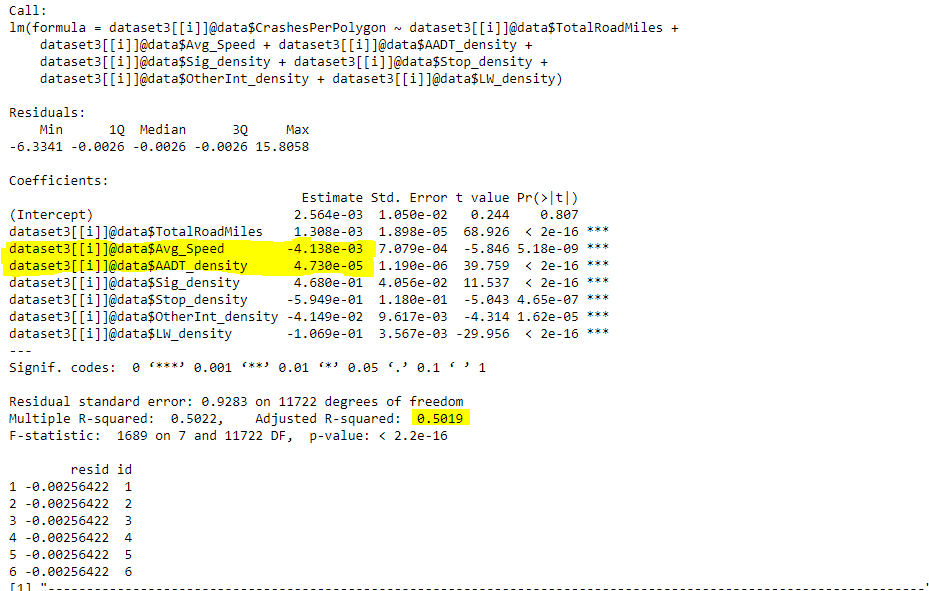 Call:
lm(formula = dataset3[[i]]@data$CrashesPerPolygon ~ dataset3[[i]]@data$TotalRoadMiles +
    dataset3[[i]]@data$Avg_Speed + dataset3[[i]]@data$AADT_density +
    dataset3[[i]]@data$Sig_density + dataset3[[i]]@data$Stop_density +
    dataset3[[i]]@data$OtherInt_density + dataset3[[i]]@data$LW_density)
Residuals:
    Min      1Q  Median      3Q     Max
-6.3341 -0.0026 -0.0026 -0.0026 15.8058
Coefficients:
                                      Estimate Std. Error t value Pr(>|t|)
(Intercept)                          2.564e-03  1.050e-02   0.244    0.807
dataset3[[i]]@data$TotalRoadMiles    1.308e-03  1.898e-05  68.926  < 2e-16 ***
dataset3[[i]]@data$Avg_Speed        -4.138e-03  7.079e-04  -5.846 5.18e-09 ***
dataset3[[i]]@data$AADT_density      4.730e-05  1.190e-06  39.759  < 2e-16 ***
dataset3[[i]]@data$Sig_density       4.680e-01  4.056e-02  11.537  < 2e-16 ***
dataset3[[i]]@data$Stop_density     -5.949e-01  1.180e-01  -5.043 4.65e-07 ***
dataset3[[i]]@data$OtherInt_density -4.149e-02  9.617e-03  -4.314 1.62e-05 ***
dataset3[[i]]@data$LW_density       -1.069e-01  3.567e-03 -29.956  < 2e-16 ***
---
Signif. codes:  0 ‘***’ 0.001 ‘**’ 0.01 ‘*’ 0.05 ‘.’ 0.1 ‘ ’ 1
Residual standard error: 0.9283 on 11722 degrees of freedom
Multiple R-squared:  0.5022,    Adjusted R-squared:  0.5019
F-statistic:  1689 on 7 and 11722 DF,  p-value: < 2.2e-16
        resid id
1 -0.00256422  1
2 -0.00256422  2
3 -0.00256422  3
4 -0.00256422  4
5 -0.00256422  5
6 -0.00256422  6
[1] "---------------------------------------------------------------------------------------------------------"